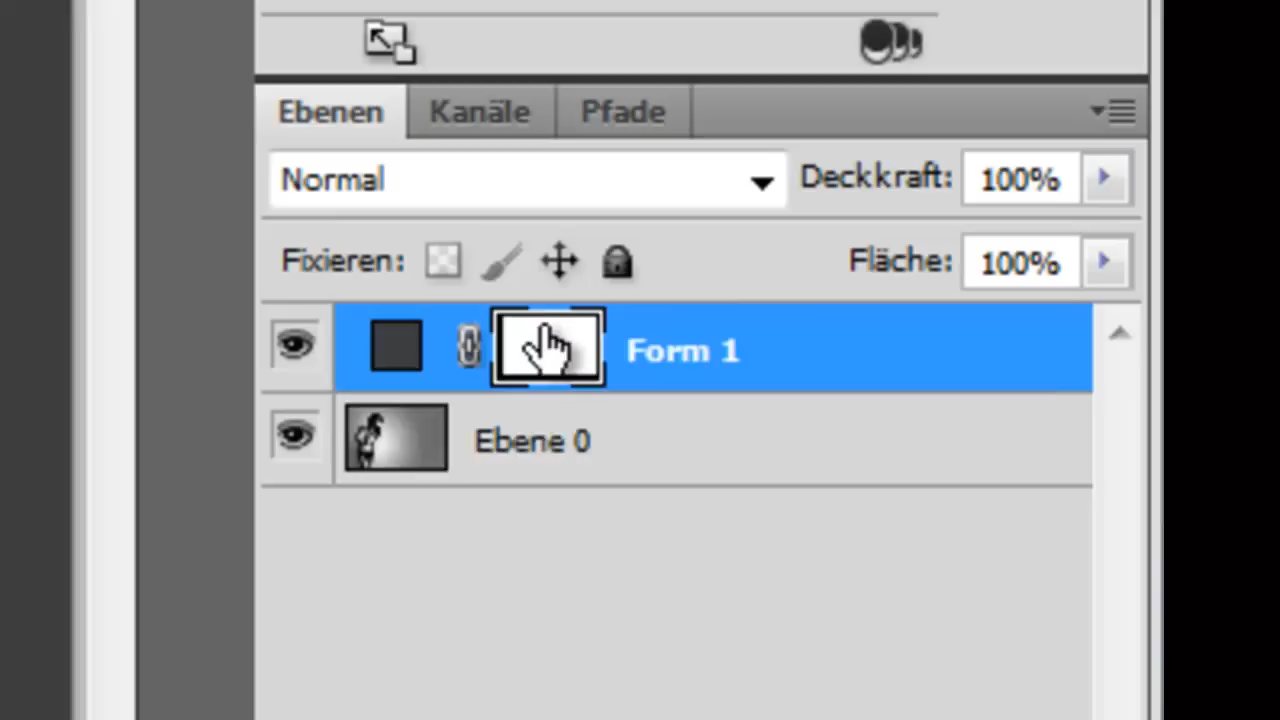 Ebenen Kanäle Pfade
Normal Deckkraft: 100%
Fixieren: Fläche: 100%
Form 1
Ebene 0